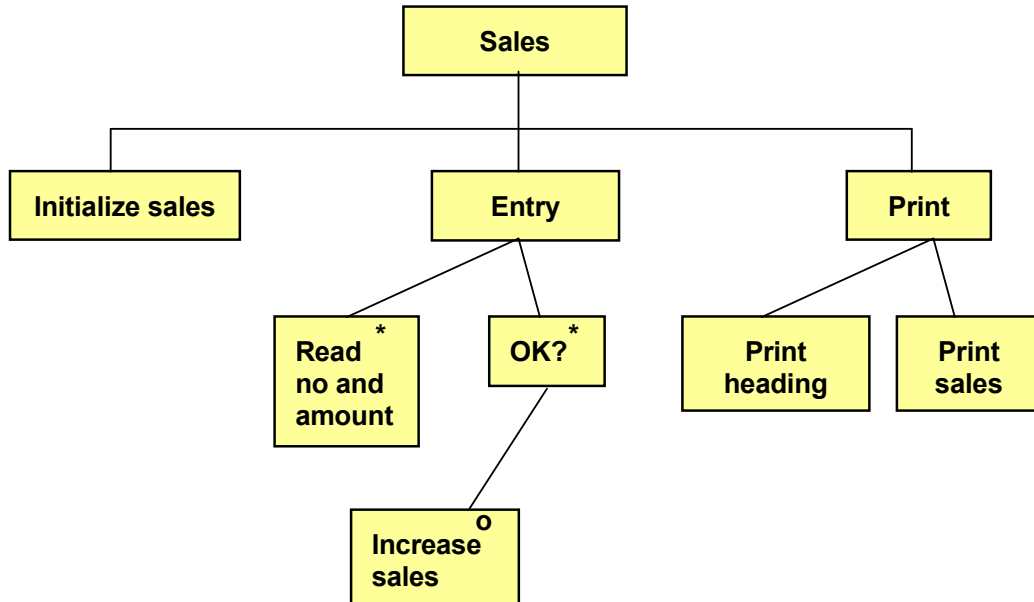 Sales
Initialize sales
Entry
Print
Read *
no and
amount
OK? *
Print
heading
Print
sales
Increase o
sales